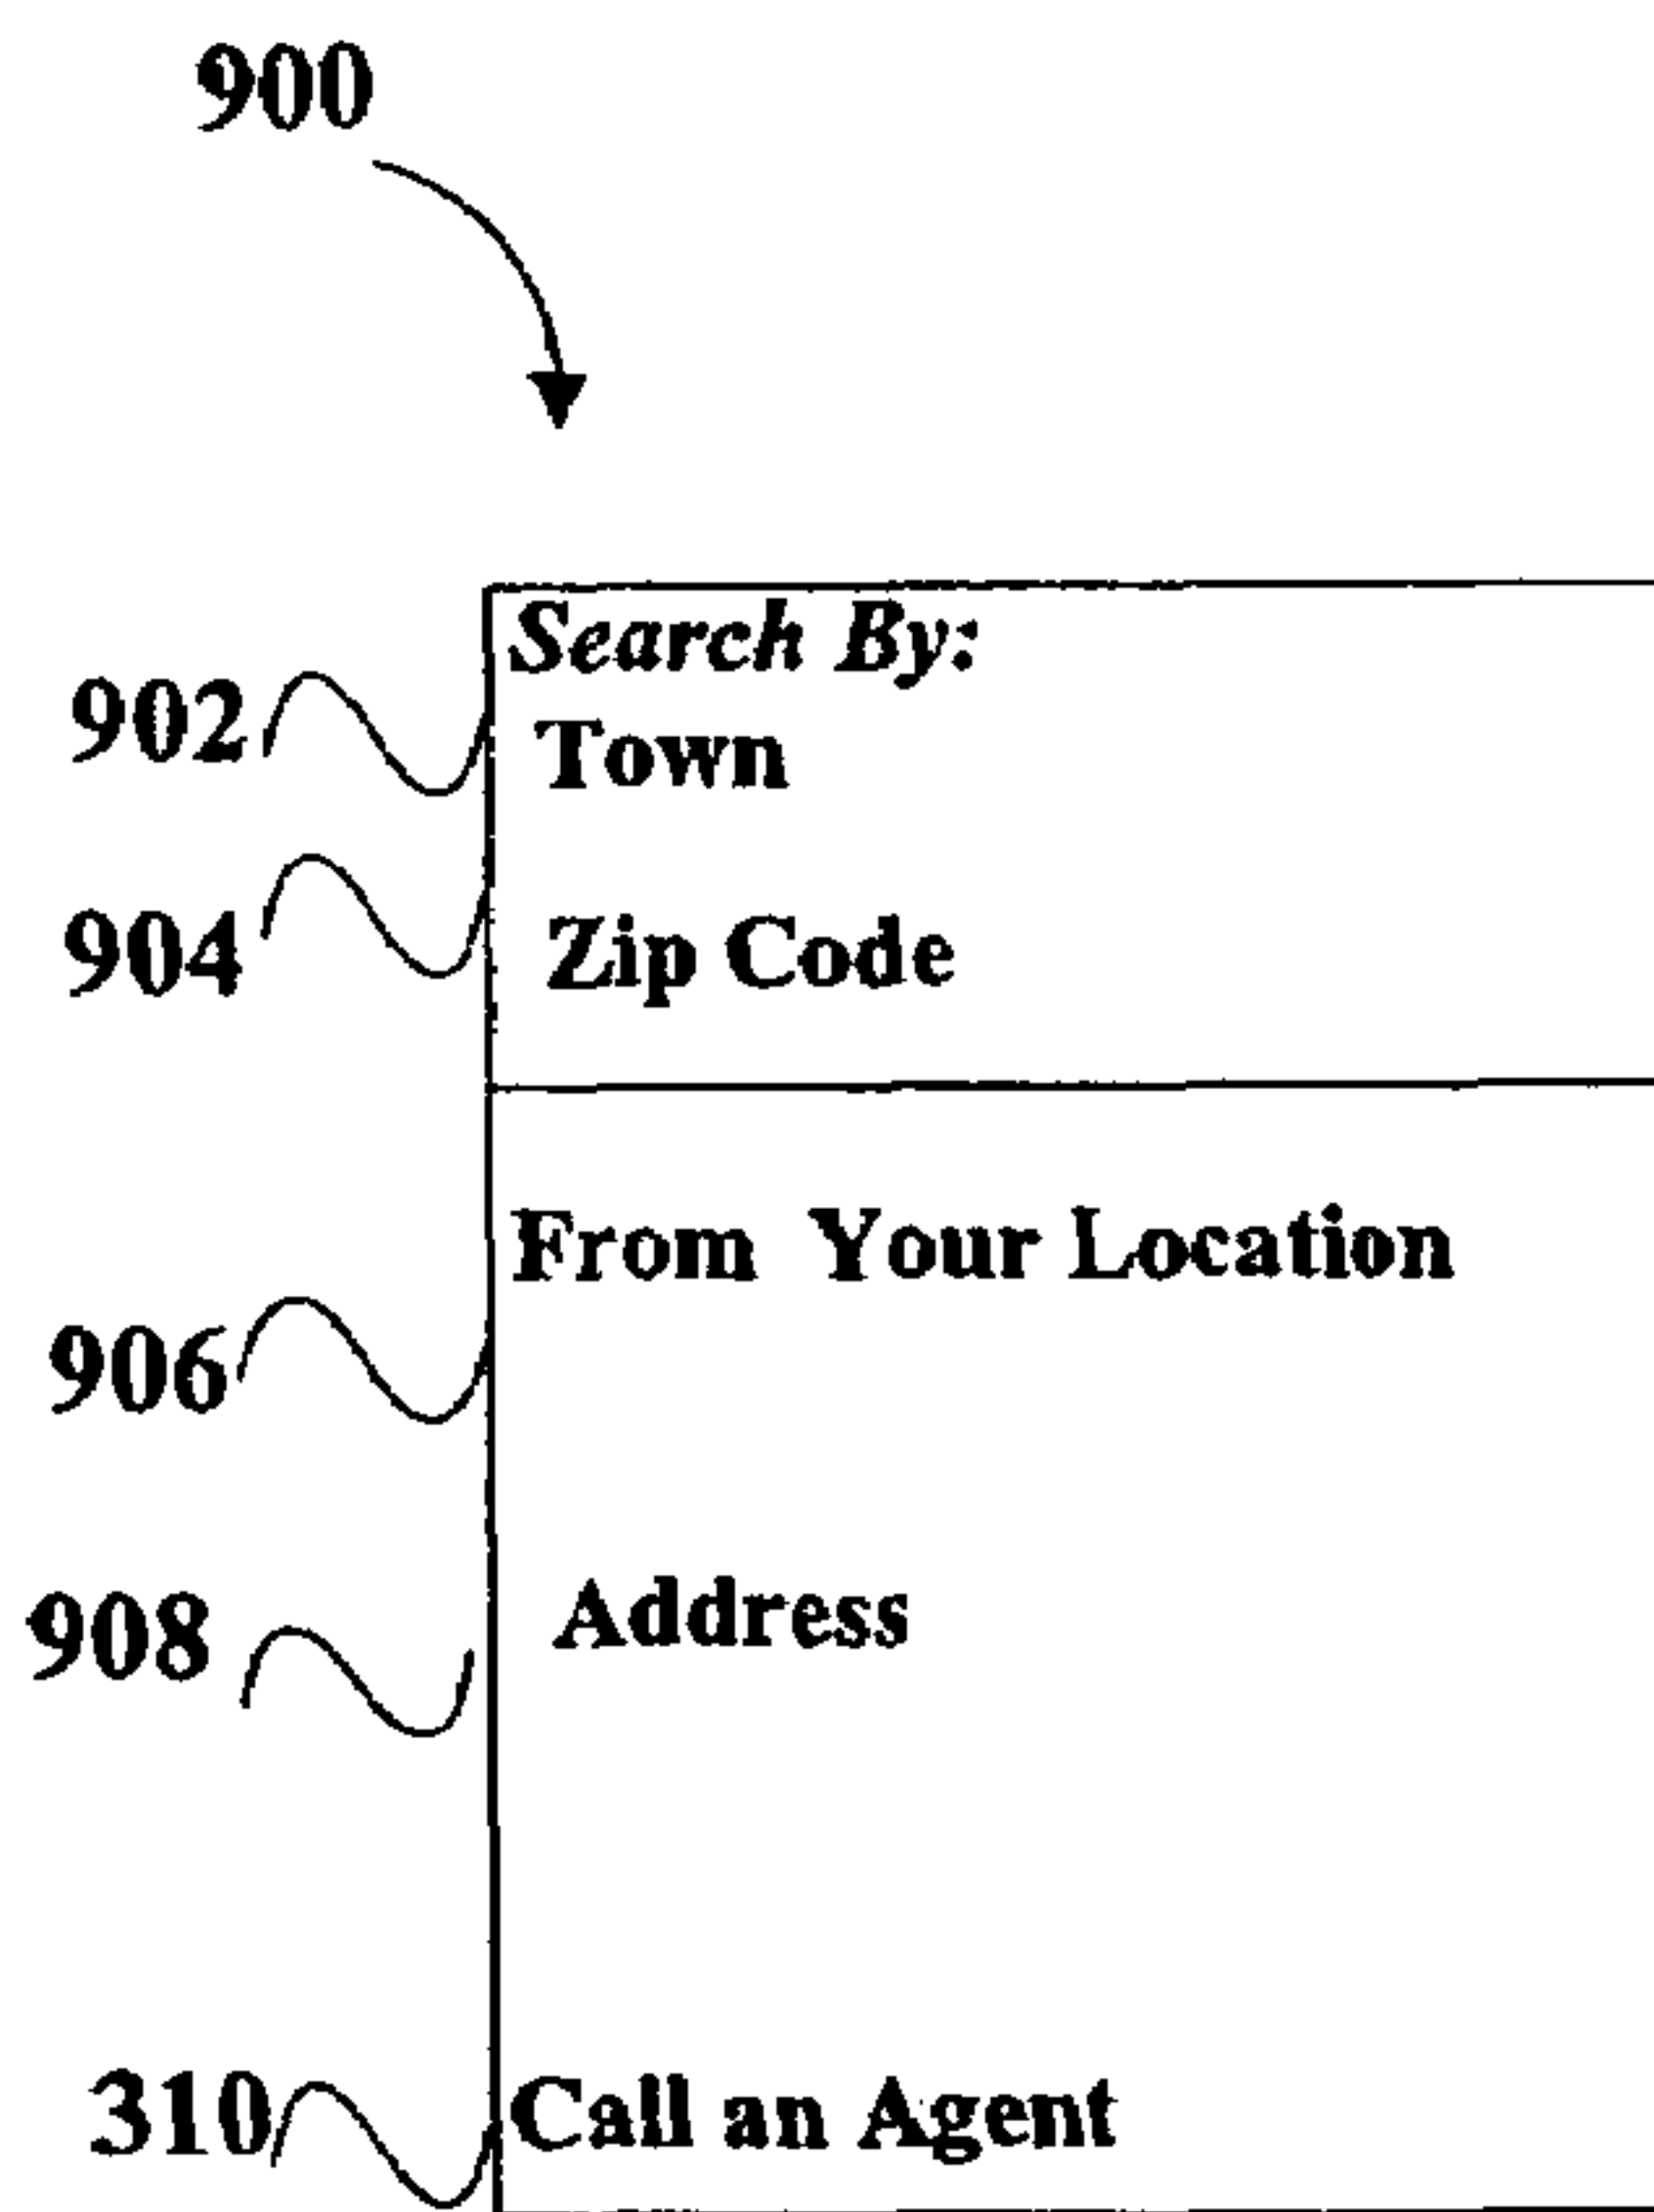 900
Search By:
902 Town
904 Zip Code
From Your Location
906
908 Address
310 Call an Agent